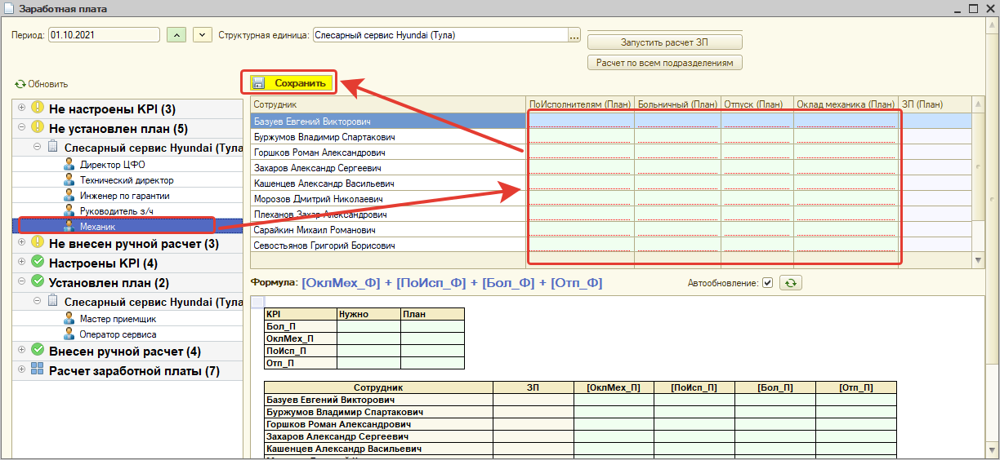 Заработная плата
Период: 01.10.2021 Структурная единица: Слесарный сервис Hyundai (Тула) ...
Запустить расчет ЗП
Расчет по всем подразделениям
Обновить
Сохранить
Не настроены KPI (3)
Не установлен план (5)
Слесарный сервис Hyundai (Тула
Директор ЦФО
Технический директор
Инженер по гарантии
Руководитель з/ч
Механик
Не внесен ручной расчет (3)
Настроены KPI (4)
Установлен план (2)
Слесарный сервис Hyundai (Тула
Мастер приемщик
Оператор сервиса
Внесен ручной расчет (4)
Расчет заработной платы (7)
Сотрудник ПоИсполнителям (План) Больничный (План) Отпуск (План) Оклад механика (План) ЗП (План)
Базуев Евгений Викторович
Буржумов Владимир Спартакович
Горшков Роман Александрович
Захаров Александр Сергеевич
Кашенцев Александр Васильевич
Морозов Дмитрий Николаевич
Плеханов Захар Александрович
Сарайкин Михаил Романович
Севостьянов Григорий Борисович
Формула: [ОклМех_Ф] + [ПоИсп_Ф] + [Бол_Ф] + [Отп_Ф] Автообновление:
KPI Нужно План
Бол_П
ОклМех_П
ПоИсп_П
Отп_П
Сотрудник ЗП [ОклМех_П] [ПоИсп_П] [Бол_П] [Отп_П]
Базуев Евгений Викторович
Буржумов Владимир Спартакович
Горшков Роман Александрович
Захаров Александр Сергеевич
Кашенцев Александр Васильевич